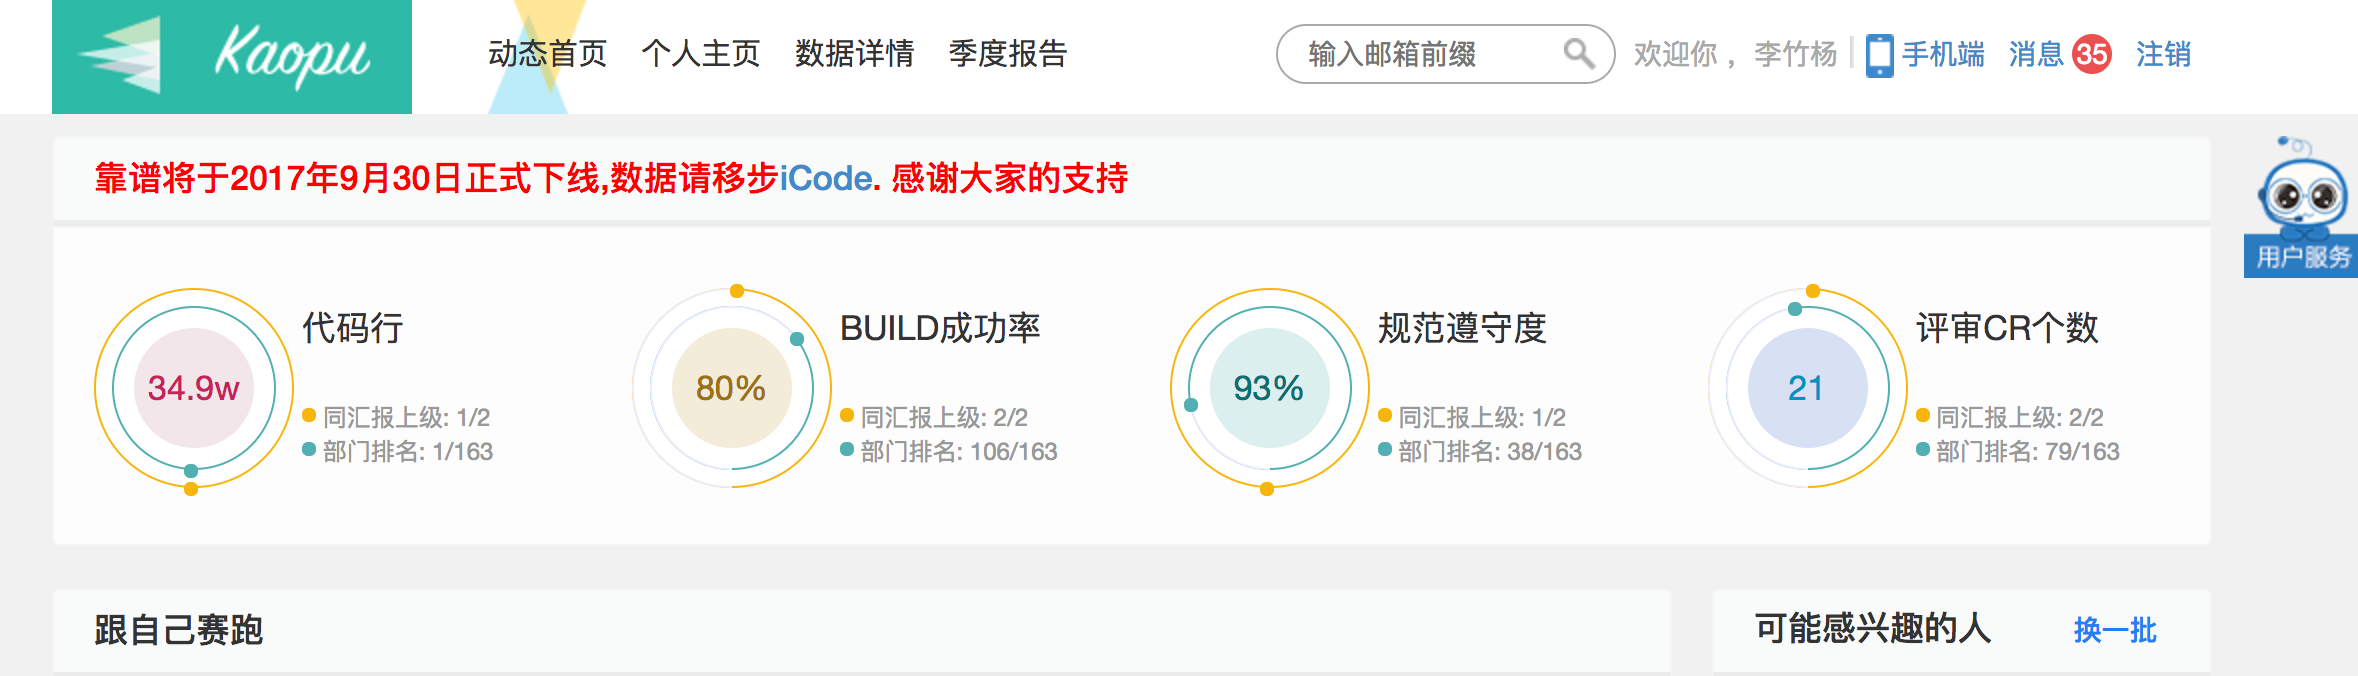 Kaopu
动态首页 个人主页 数据详情 季度报告
输入邮箱前缀
欢迎你 , 李竹杨 手机端 消息 35 注销
靠谱将于2017年9月30日正式下线,数据请移步iCode. 感谢大家的支持
用户服务
34.9w
代码行
同汇报上级: 1/2
部门排名: 1/163
80%
BUILD成功率
同汇报上级: 2/2
部门排名: 106/163
93%
规范遵守度
同汇报上级: 1/2
部门排名: 38/163
21
评审CR个数
同汇报上级: 2/2
部门排名: 79/163
跟自己赛跑
可能感兴趣的人 换一批